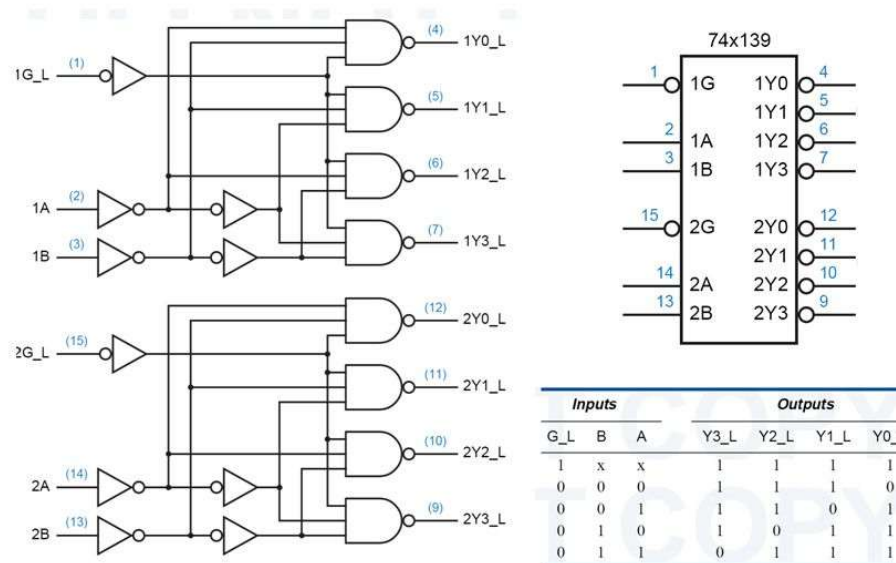 (4)
1Y0_L
(1)
1G_L
(5)
1Y1_L
(6)
1Y2_L
(2)
1A
(7)
1Y3_L
(3)
1B
(12)
2Y0_L
(15)
2G_L
(11)
2Y1_L
(10)
2Y2_L
(14)
2A
(9)
2Y3_L
(13)
2B
74x139
1 1G 1Y0 4
1Y1 5
2 1A 1Y2 6
3 1B 1Y3 7
15 2G 2Y0 12
2Y1 11
14 2A 2Y2 10
13 2B 2Y3 9
Inputs Outputs
G_L B A Y3_L Y2_L Y1_L Y0_
1 x x 1 1 1 1
0 0 0 1 1 1 0
0 0 1 1 1 0 1
0 1 0 1 0 1 1
0 1 1 0 1 1 1
T COPY
T COPY